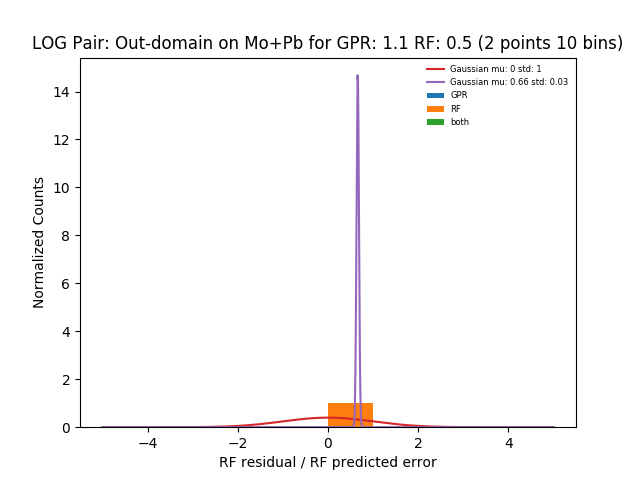 LOG Pair: Out-domain on Mo+Pb for GPR: 1.1 RF: 0.5 (2 points 10 bins)
Gaussian mu: 0 std: 1
Gaussian mu: 0.66 std: 0.03
GPR
RF
both
Normalized Counts
14
12
10
8
6
4
2
0
−4
−2
0
2
4
RF residual / RF predicted error